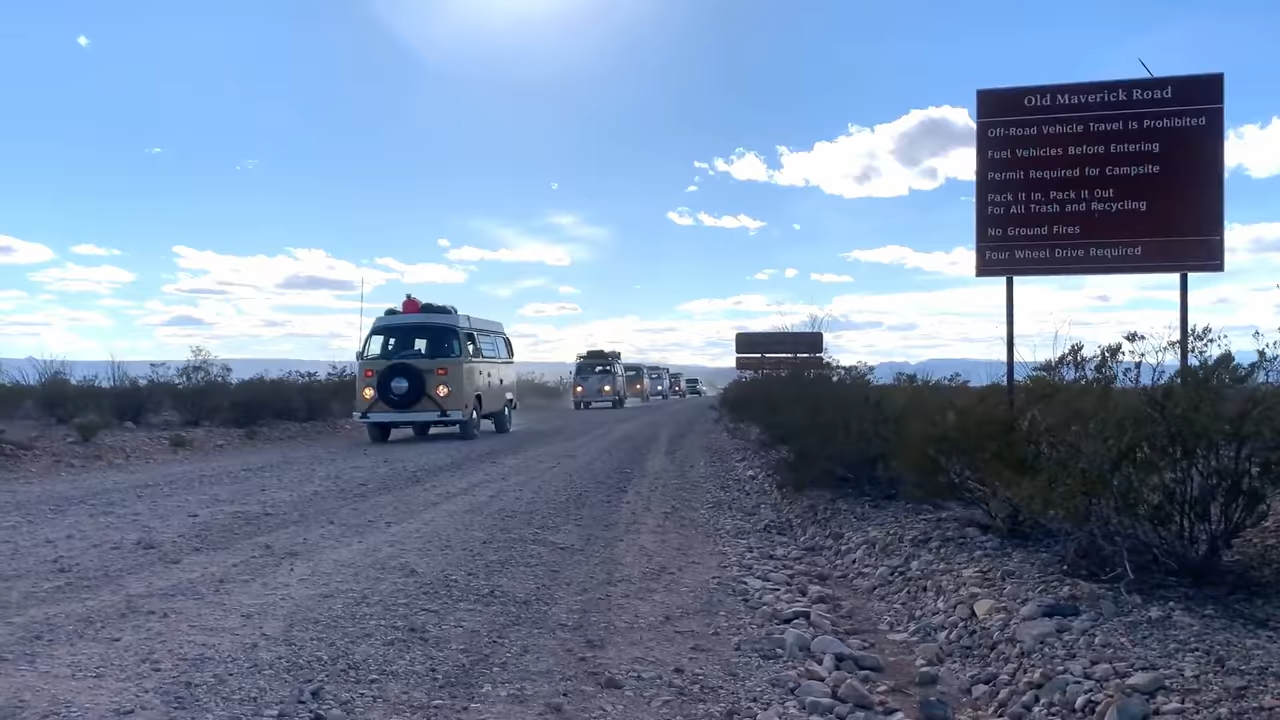 Old Maverick Road
Off-Road Vehicle Travel Is Prohibited
Fuel Vehicles Before Entering
Permit Required for Campsite
Pack It In, Pack It Out
For All Trash and Recycling
No Ground Fires
Four Wheel Drive Required